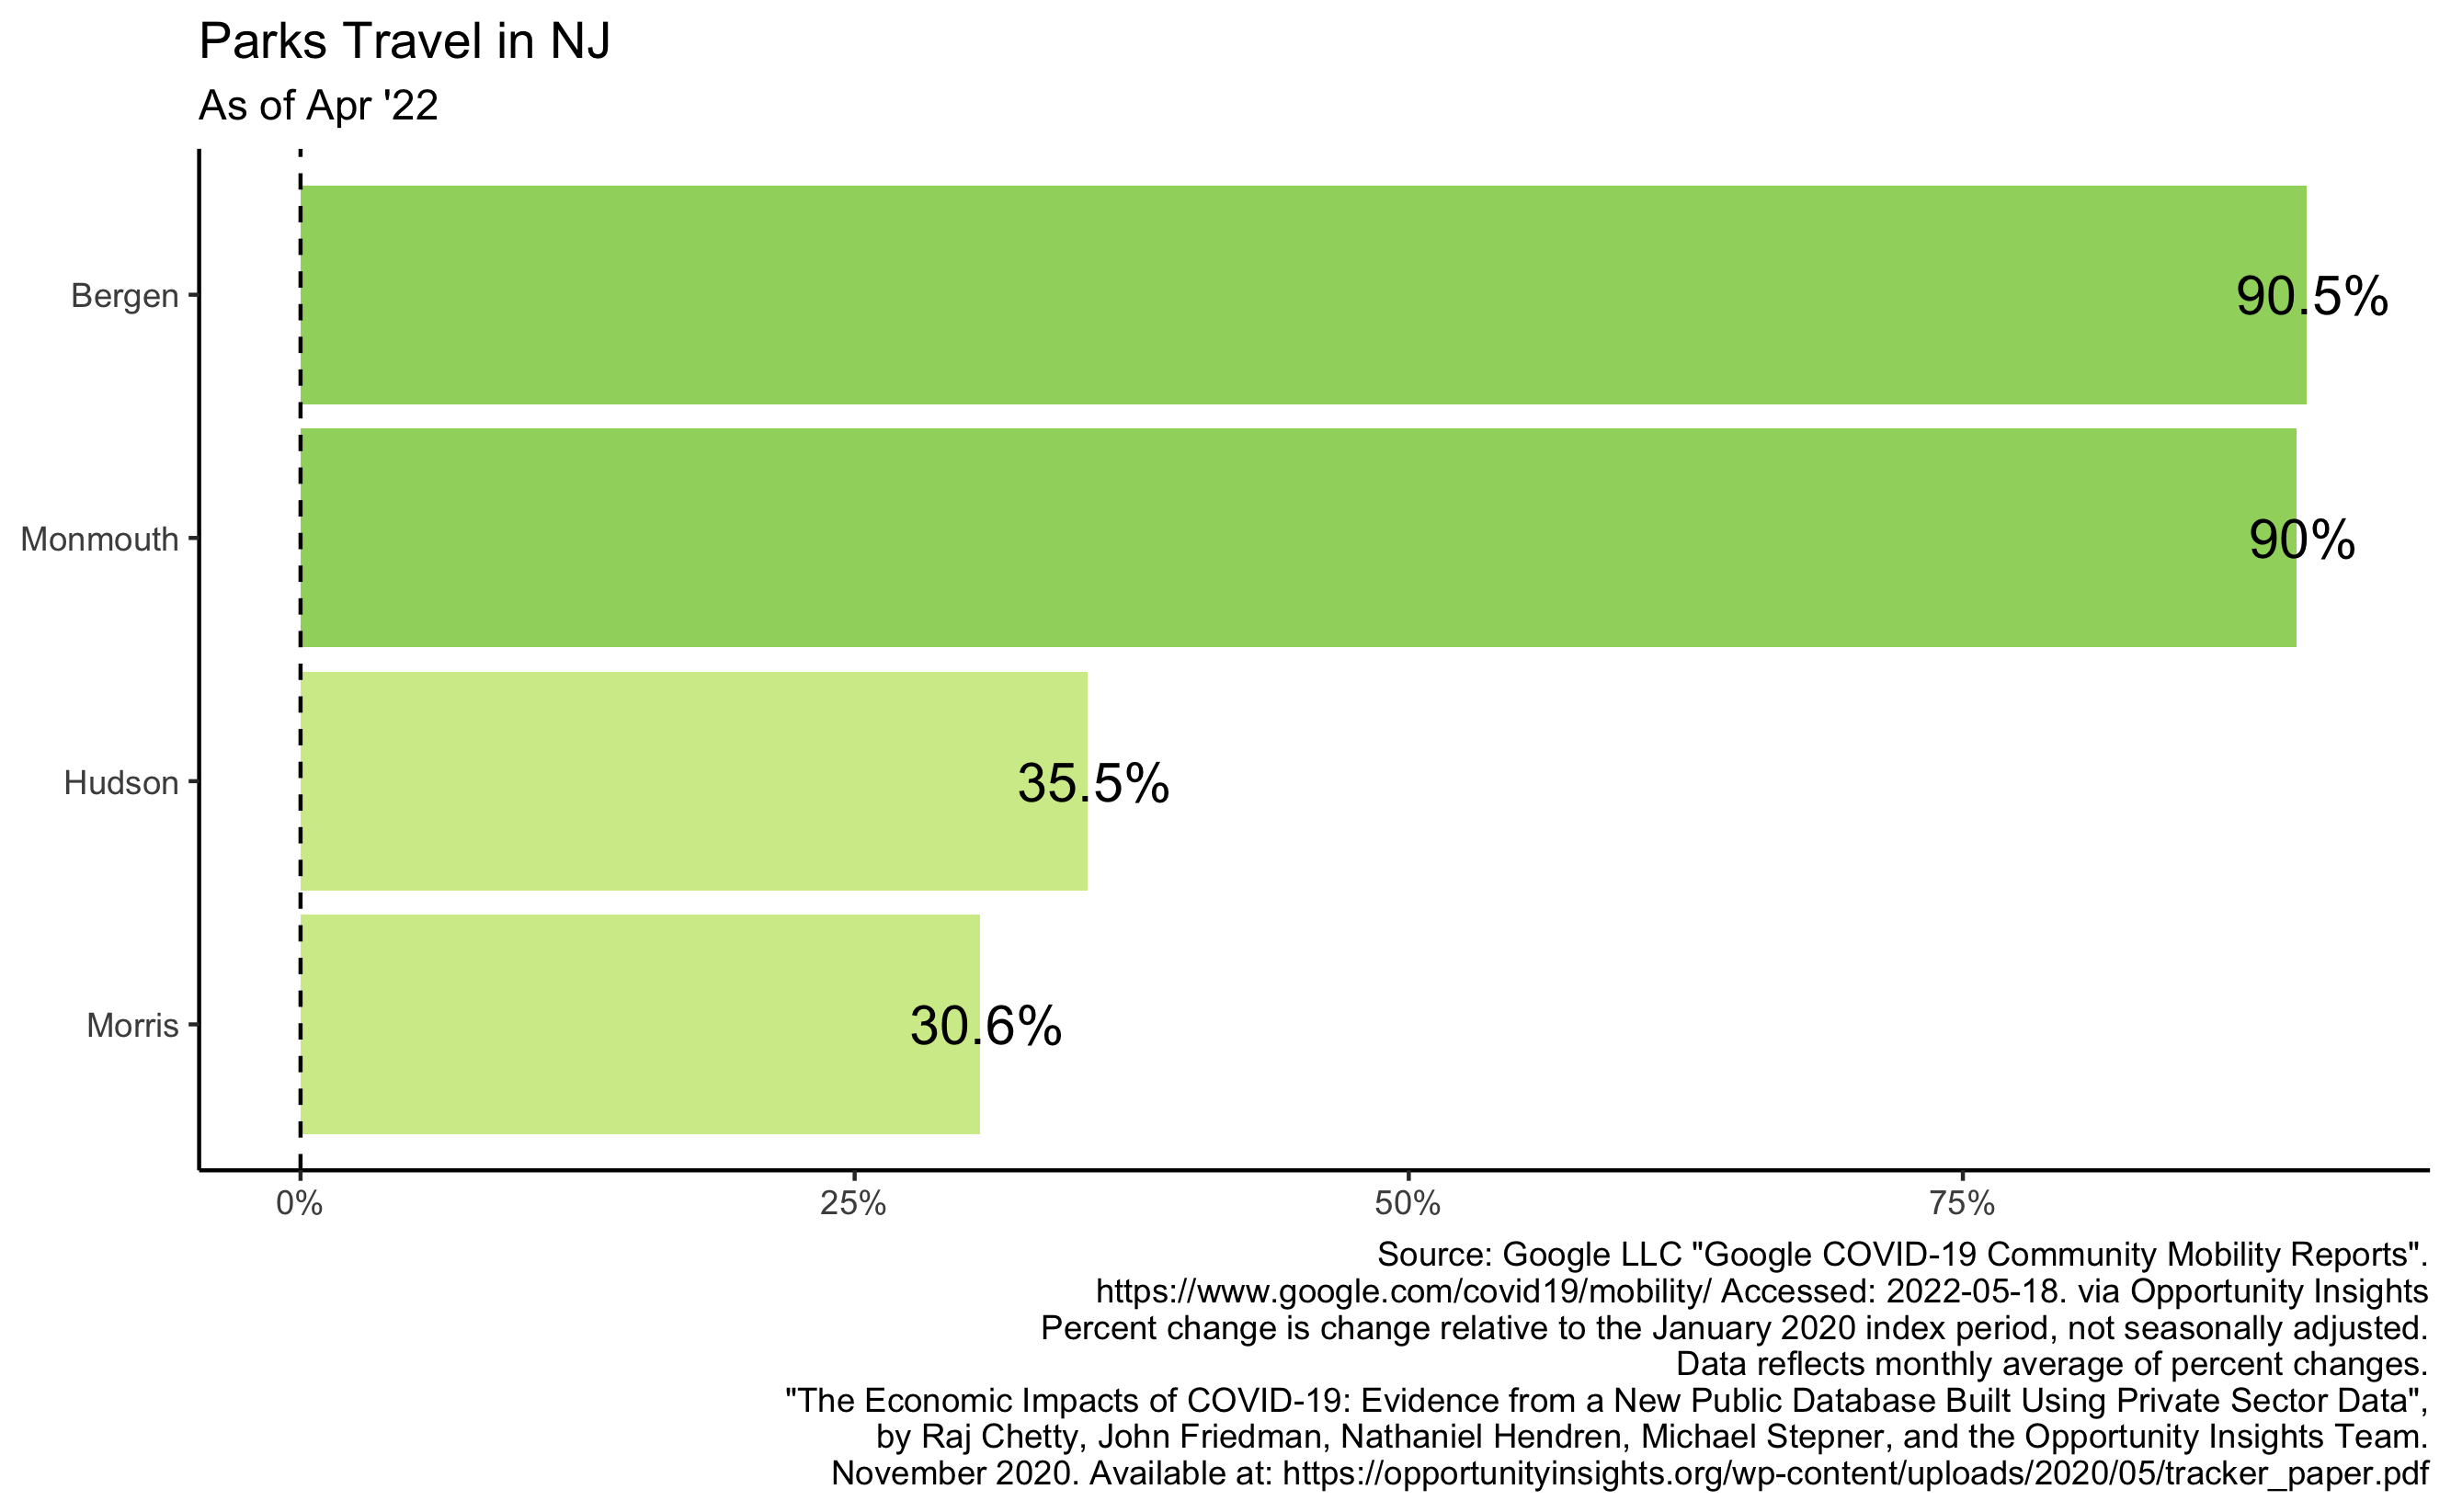 Parks Travel in NJ
As of Apr '22
Bergen
90.5%
Monmouth
90%
Hudson
35.5%
Morris
30.6%
0% 25% 50% 75%
Source: Google LLC "Google COVID-19 Community Mobility Reports".
https://www.google.com/covid19/mobility/ Accessed: 2022-05-18. via Opportunity Insights
Percent change is change relative to the January 2020 index period, not seasonally adjusted.
Data reflects monthly average of percent changes.
"The Economic Impacts of COVID-19: Evidence from a New Public Database Built Using Private Sector Data",
by Raj Chetty, John Friedman, Nathaniel Hendren, Michael Stepner, and the Opportunity Insights Team.
November 2020. Available at: https://opportunityinsights.org/wp-content/uploads/2020/05/tracker_paper.pdf